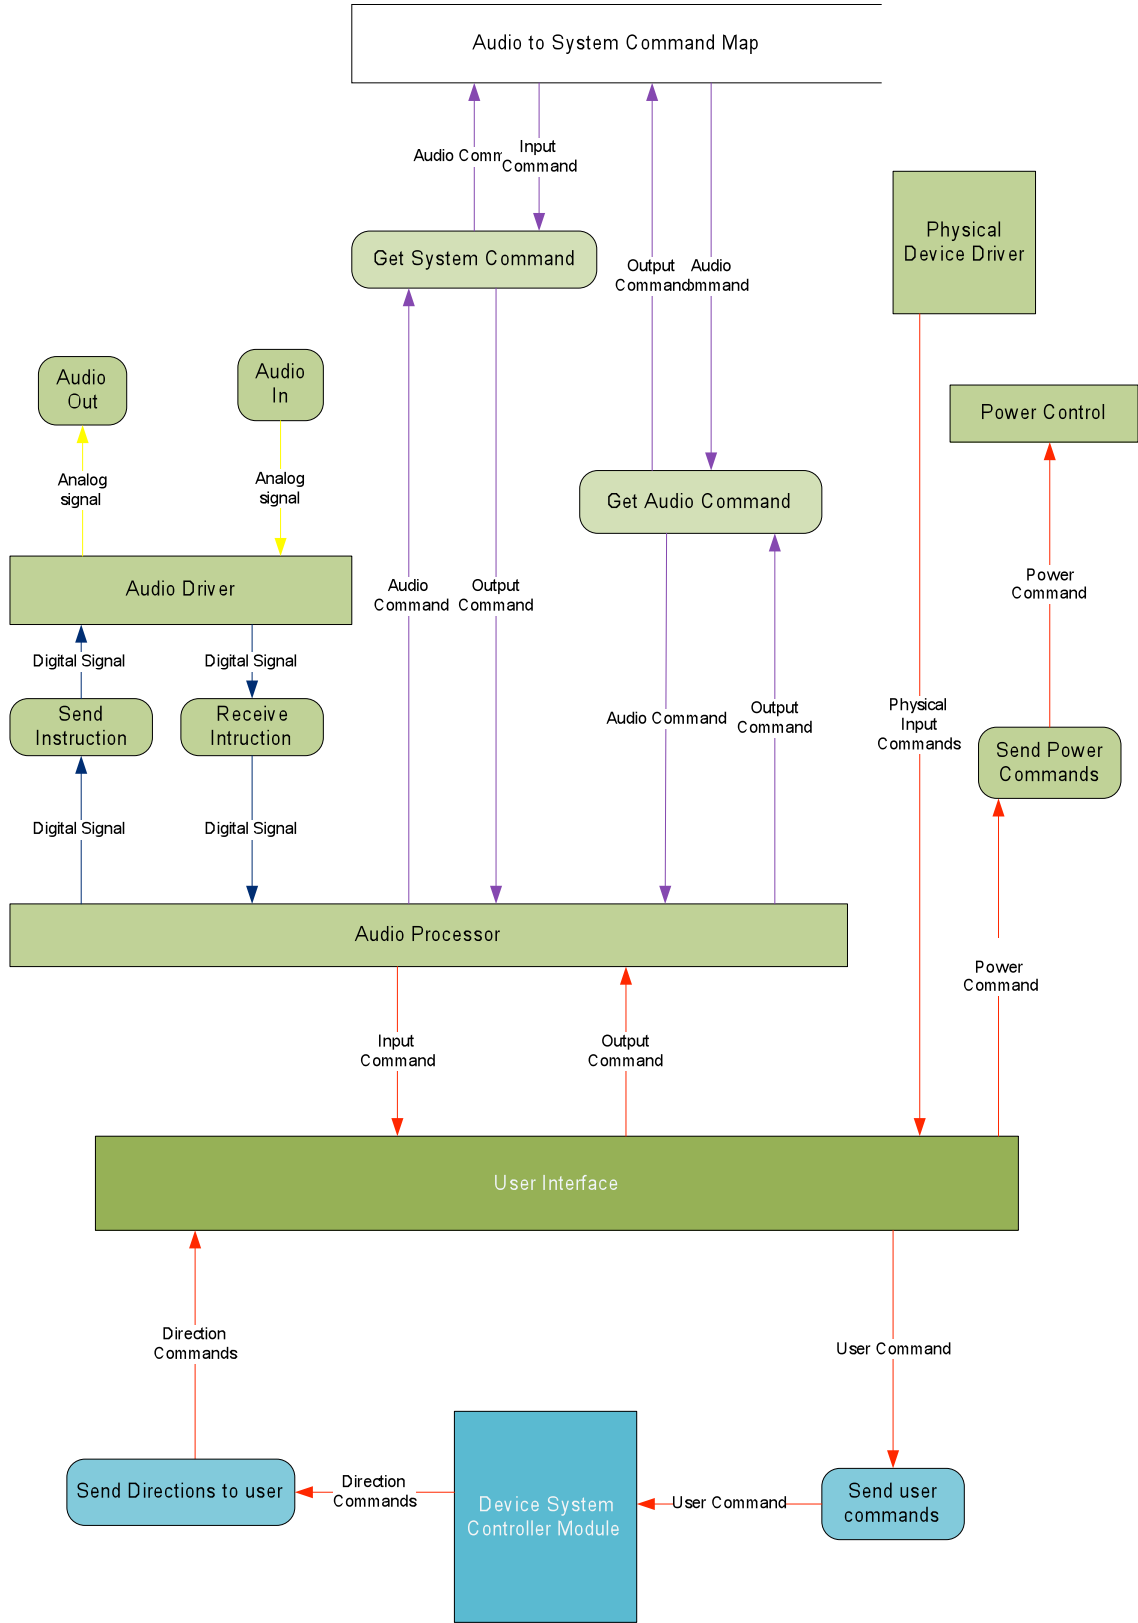 Audio to System Command Map
Audio Comm
Input
Command
Physical
Device Driver
Get System Command
Output
Command
Audio
ommand
Audio
Out
Audio
In
Power Control
Analog
signal
Analog
signal
Get Audio Command
Audio Driver
Audio
Command
Output
Command
Power
Command
Digital Signal
Digital Signal
Send
Instruction
Receive
Intruction
Audio Command
Output
Command
Physical
Input
Commands
Send Power
Commands
Digital Signal
Digital Signal
Audio Processor
Power
Command
Input
Command
Output
Command
User Interface
Direction
Commands
User Command
Send Directions to user
Direction
Commands
Device System
Controller Module
User Command
Send user
commands